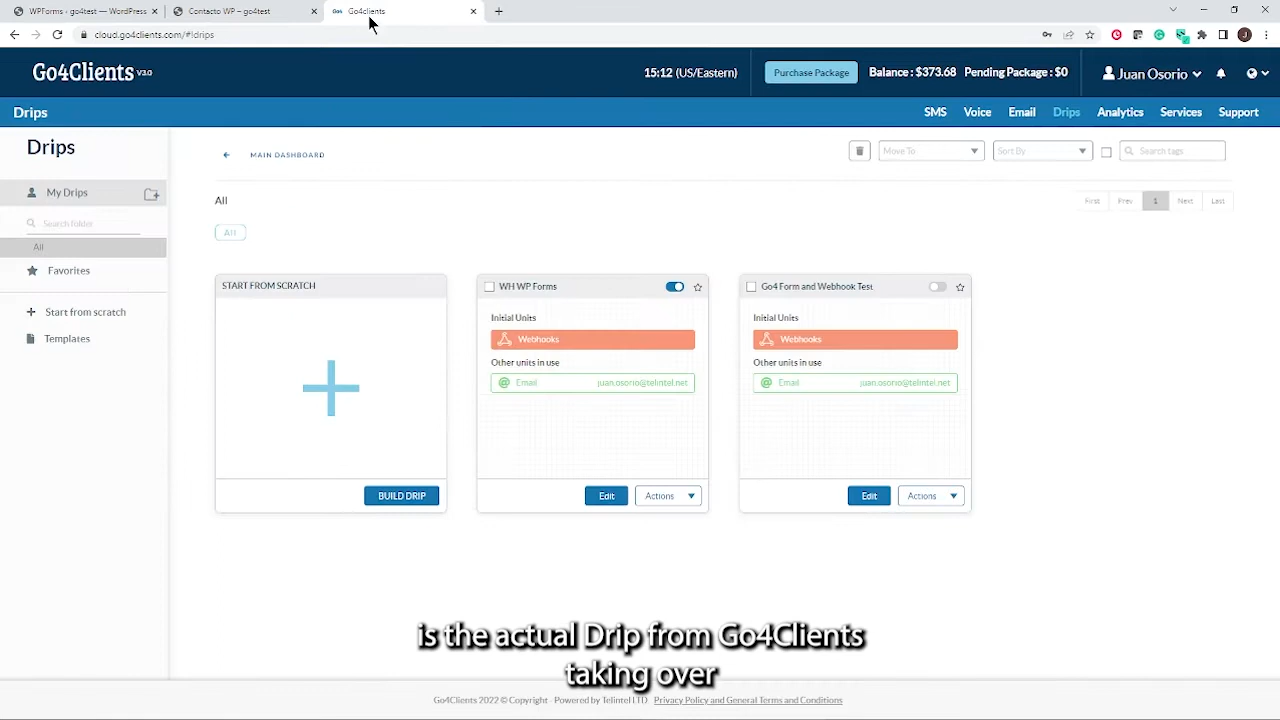 WPForms ‹ go4test — WordPress
Contacto WP – go4test
Go4 Go4clients
cloud.go4clients.com/#!drips
Go4Clients V3.0
15:12 (US/Eastern)
Purchase Package
Balance : $373.68
Pending Package : $0
Juan Osorio
Drips
SMS
Voice
Email
Drips
Analytics
Services
Support
Drips
My Drips
Search folder
All
Favorites
Start from scratch
Templates
MAIN DASHBOARD
Move To
Sort By
Search tags
All
First
Prev
1
Next
Last
All
START FROM SCRATCH
BUILD DRIP
WH WP Forms
Initial Units
Webhooks
Other units in use
Email juan.osorio@telintel.net
Edit
Actions
Go4 Form and Webhook Test
Initial Units
Webhooks
Other units in use
Email juan.osorio@telintel.net
Edit
Actions
is the actual Drip from Go4Clients
taking over
Go4Clients 2022 © Copyright - Powered by Telintel LTD Privacy Policy and General Terms and Conditions